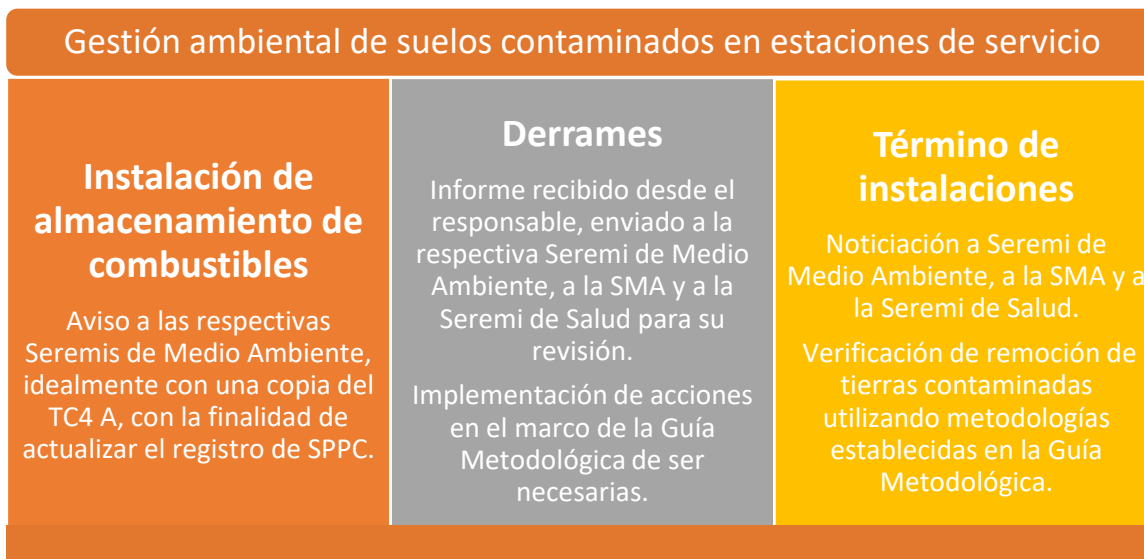 Gestión ambiental de suelos contaminados en estaciones de servicio
Instalación de
almacenamiento de
combustibles
Aviso a las respectivas
Seremis de Medio Ambiente,
idealmente con una copia del
TC4 A, con la finalidad de
actualizar el registro de SPPC.
Derrames
Informe recibido desde el
responsable, enviado a la
respectiva Seremi de Medio
Ambiente, a la SMA y a la
Seremi de Salud para su
revisión.
Implementación de acciones
en el marco de la Guía
Metodológica de ser
necesarias.
Término de
instalaciones
Noticiación a Seremi de
Medio Ambiente, a la SMA y a
la Seremi de Salud.
Verificación de remoción de
tierras contaminadas
utilizando metodologías
establecidas en la Guía
Metodológica.